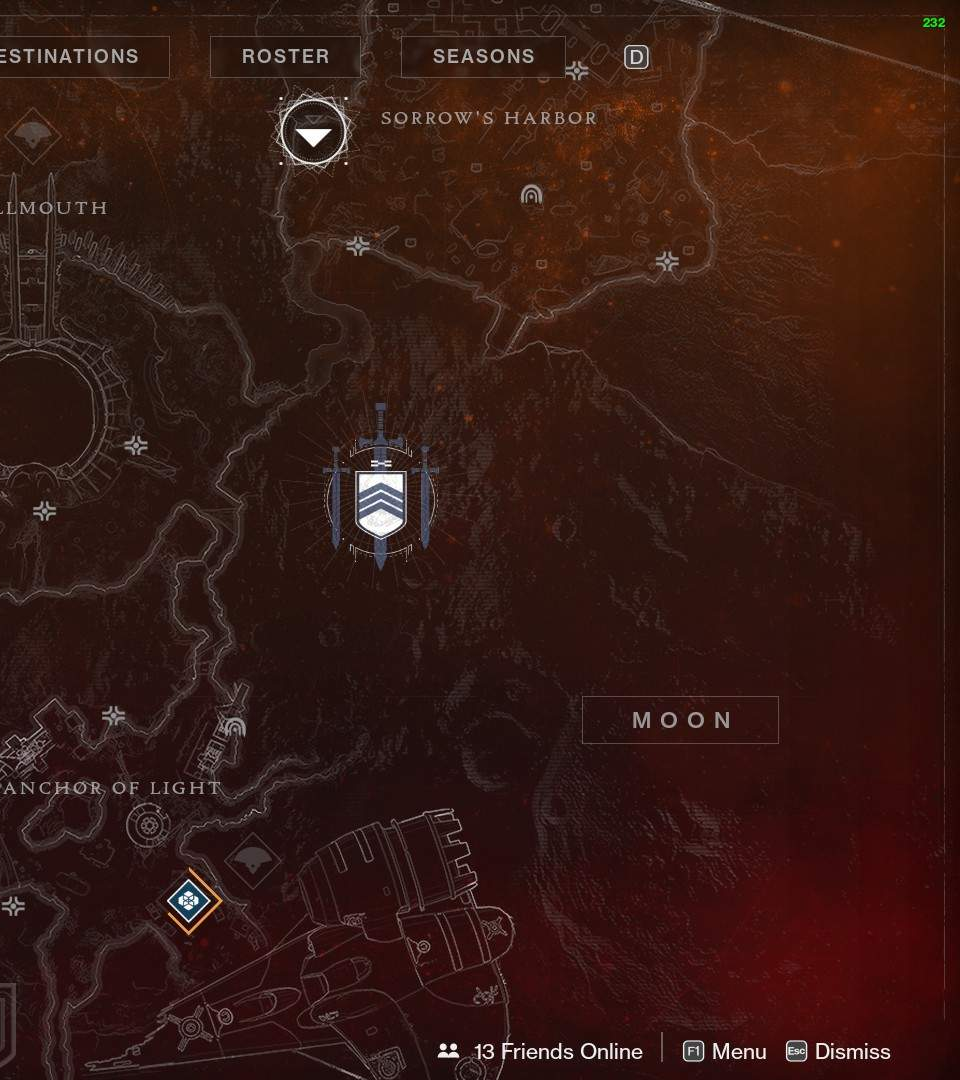 232
ESTINATIONS
ROSTER
SEASONS
D
SORROW'S HARBOR
LLMOUTH
MOON
ANCHOR OF LIGHT
13 Friends Online
F1 Menu
Esc Dismiss